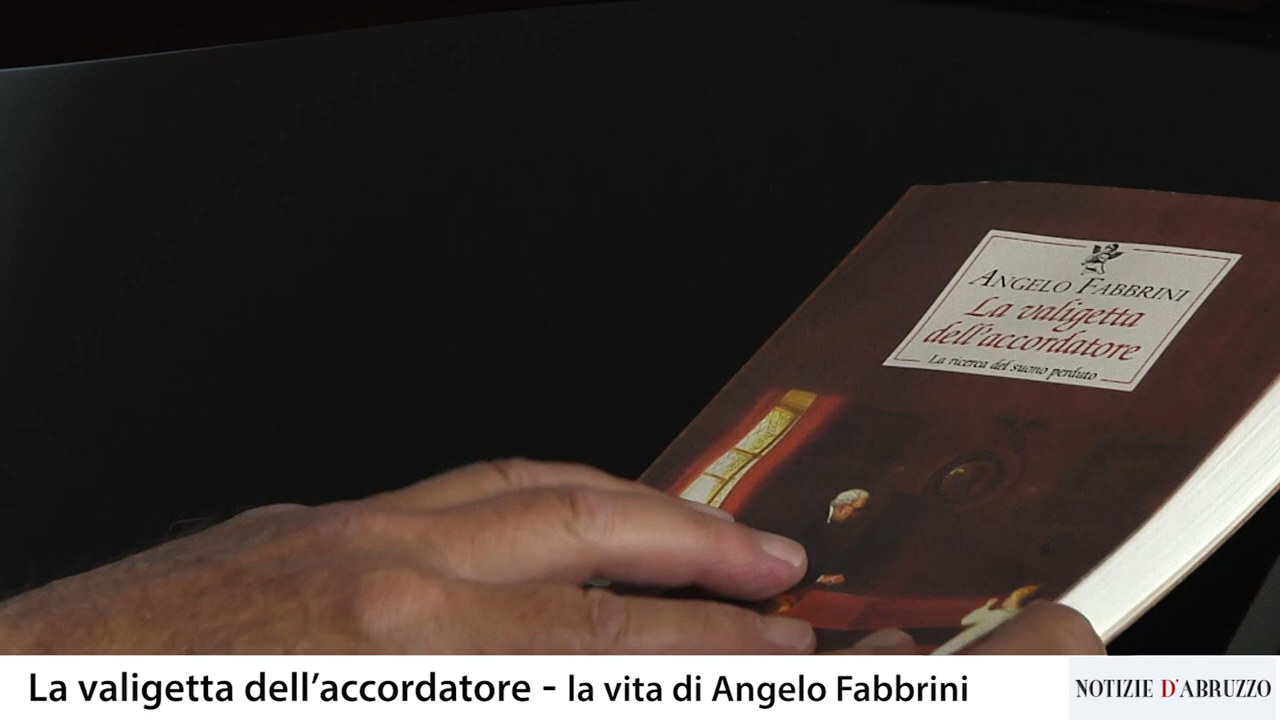 ANGELO FABBRINI
La valigetta
dell'accordatore
La ricerca del suono perduto
La valigetta dell'accordatore - la vita di Angelo Fabbrini
NOTIZIE D'ABRUZZO